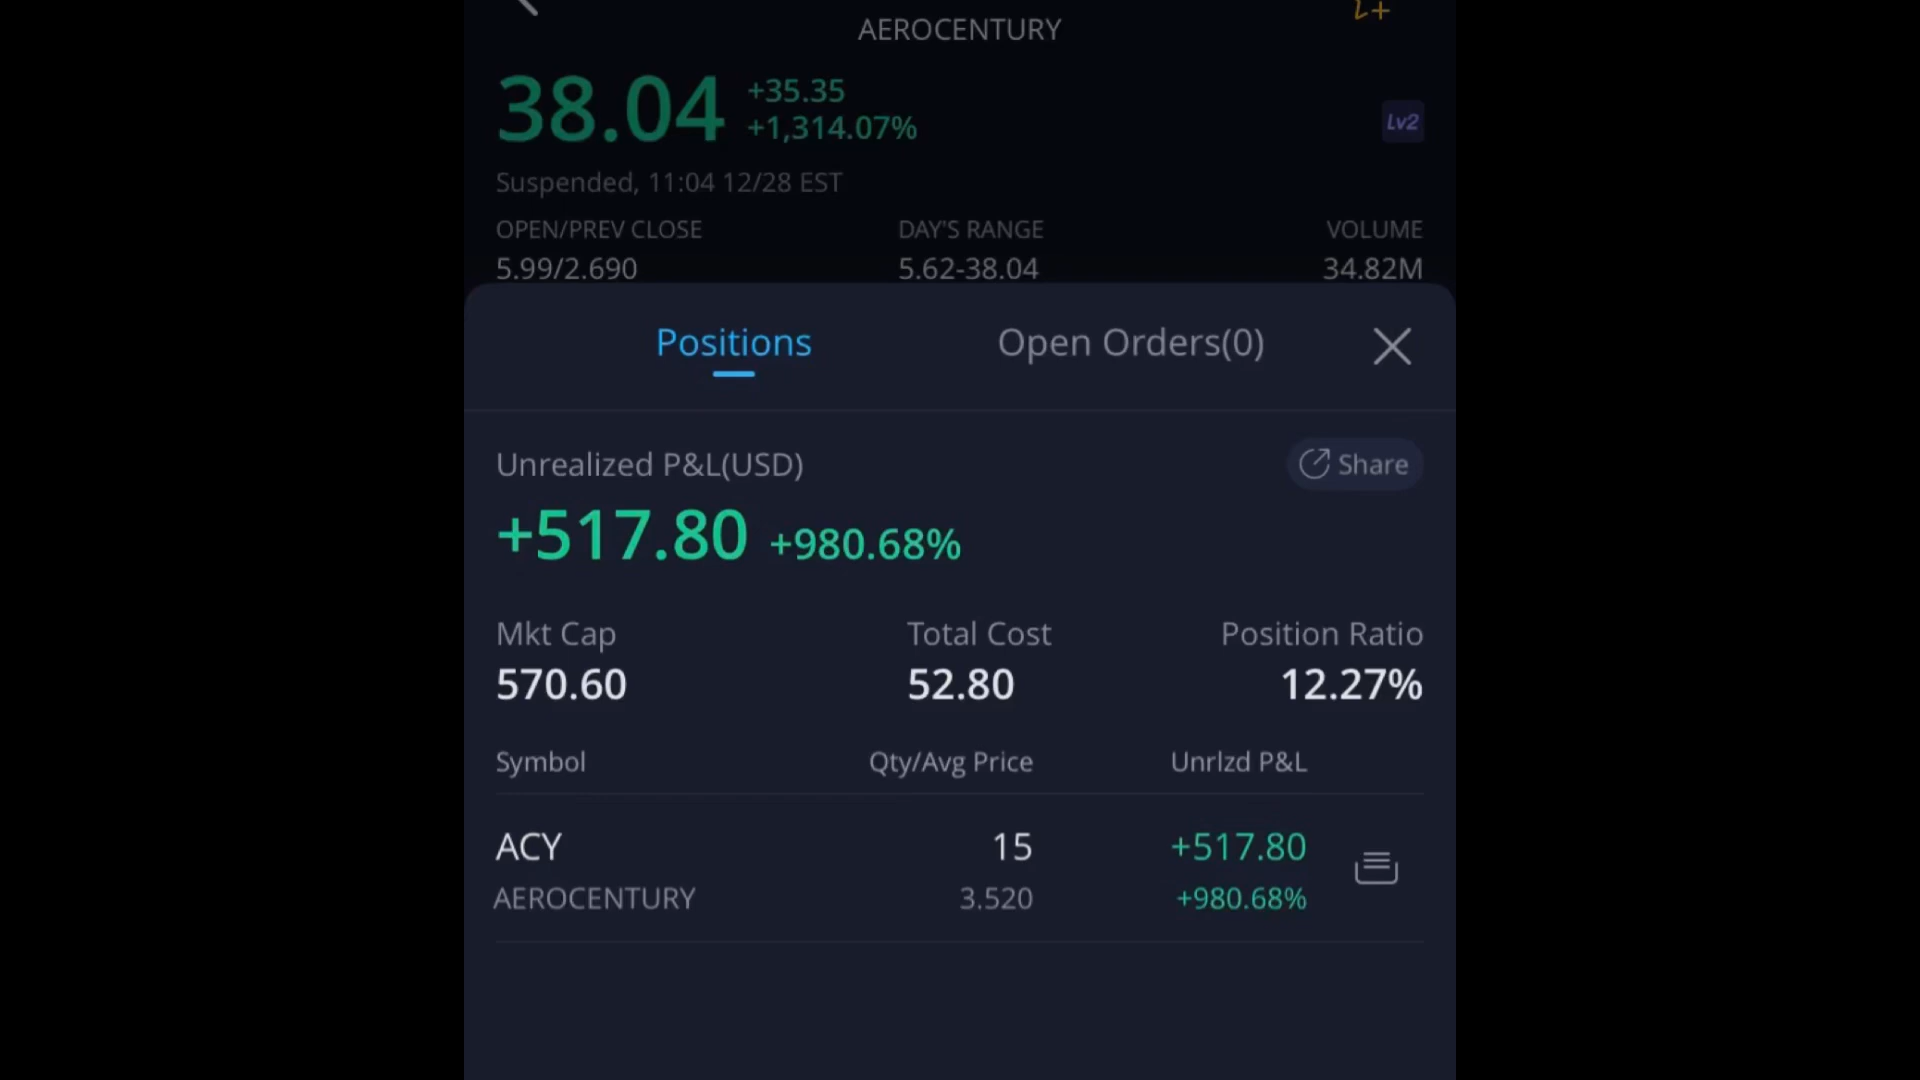 AEROCENTURY
38.04 +35.35
+1,314.07%
Lv2
Suspended, 11:04 12/28 EST
OPEN/PREV CLOSE DAY'S RANGE VOLUME
5.99/2.690 5.62-38.04 34.82M
Positions Open Orders(0)
Unrealized P&L(USD) Share
+517.80 +980.68%
Mkt Cap Total Cost Position Ratio
570.60 52.80 12.27%
Symbol Qty/Avg Price Unrlzd P&L
ACY 15 +517.80
AEROCENTURY 3.520 +980.68%